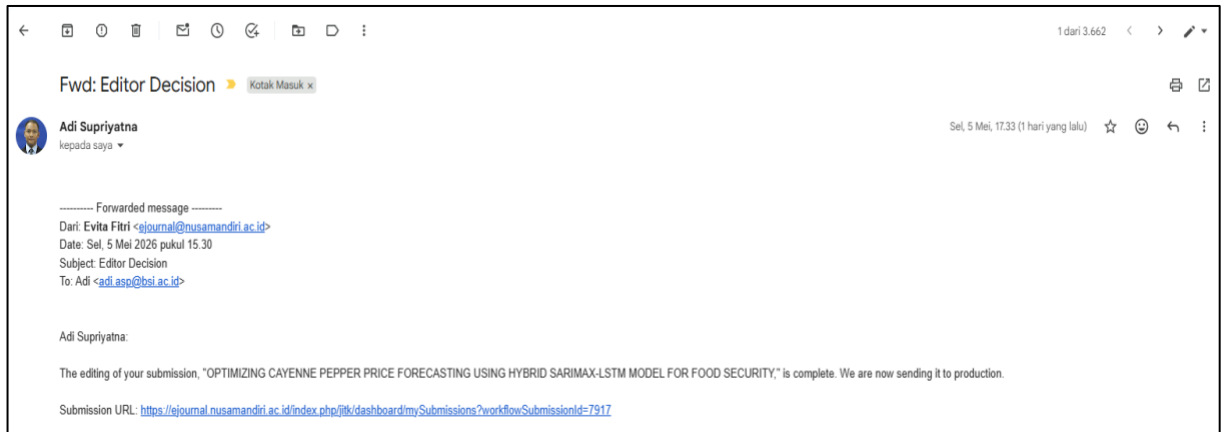 1 dari 3.662
Fwd: Editor Decision
Kotak Masuk x
Adi Supriyatna
Sel, 5 Mei, 17.33 (1 hari yang lalu)
kepada saya
---------- Forwarded message ---------
Dari: Evita Fitri <ejournal@nusamandiri.ac.id>
Date: Sel, 5 Mei 2026 pukul 15.30
Subject: Editor Decision
To: Adi <adi.asp@bsi.ac.id>
Adi Supriyatna:
The editing of your submission, "OPTIMIZING CAYENNE PEPPER PRICE FORECASTING USING HYBRID SARIMAX-LSTM MODEL FOR FOOD SECURITY," is complete. We are now sending it to production.
Submission URL: https://ejournal.nusamandiri.ac.id/index.php/jitk/dashboard/mySubmissions?workflowSubmissionId=7917